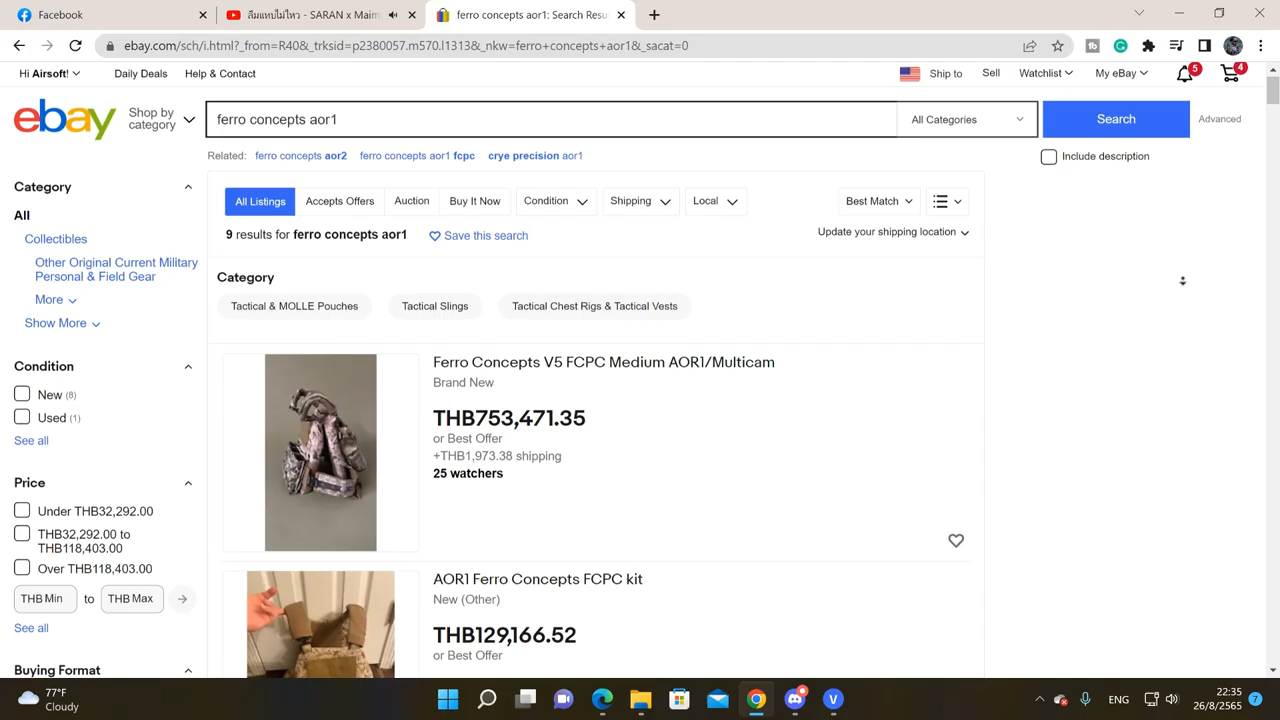 Facebook
ลืมแทบไม่ไหว - SARAN x Maim
ferro concepts aor1: Search Resu
ebay.com/sch/i.html?_from=R40&_trksid=p2380057.m570.l1313&_nkw=ferro+concepts+aor1&_sacat=0
Hi Airsoft!
Daily Deals
Help & Contact
Ship to
Sell
Watchlist
My eBay
5
4
ebay
Shop by
category
ferro concepts aor1
All Categories
Search
Advanced
Related:
ferro concepts aor2
ferro concepts aor1 fcpc
crye precision aor1
Include description
Category
All
Collectibles
Other Original Current Military
Personal & Field Gear
More
Show More
Condition
New (8)
Used (1)
See all
Price
Under THB32,292.00
THB32,292.00 to
THB118,403.00
Over THB118,403.00
THB Min
to
THB Max
See all
Buying Format
All Listings
Accepts Offers
Auction
Buy It Now
Condition
Shipping
Local
Best Match
9 results for ferro concepts aor1
Save this search
Update your shipping location
Category
Tactical & MOLLE Pouches
Tactical Slings
Tactical Chest Rigs & Tactical Vests
Ferro Concepts V5 FCPC Medium AOR1/Multicam
Brand New
THB753,471.35
or Best Offer
+THB1,973.38 shipping
25 watchers
AOR1 Ferro Concepts FCPC kit
New (Other)
THB129,166.52
or Best Offer
77°F
Cloudy
ENG
22:35
26/8/2565
7